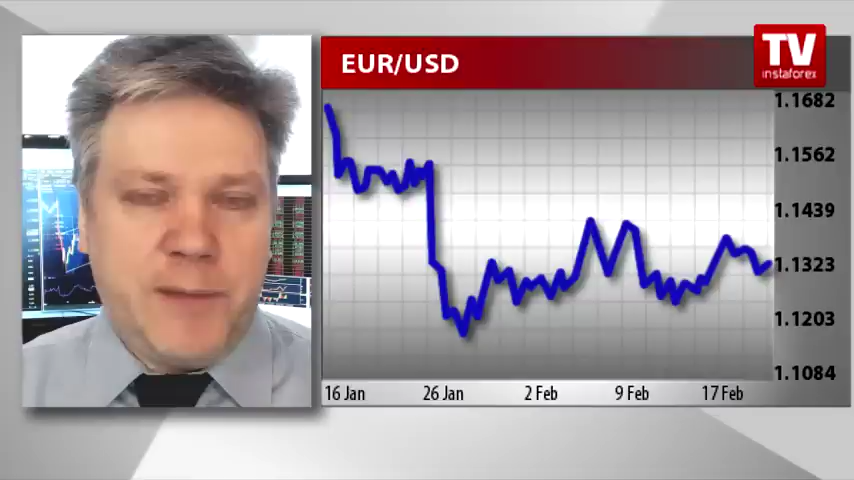 EUR/USD
TV
instaforex
1.1682
1.1562
1.1439
1.1323
1.1203
1.1084
16 Jan
26 Jan
2 Feb
9 Feb
17 Feb